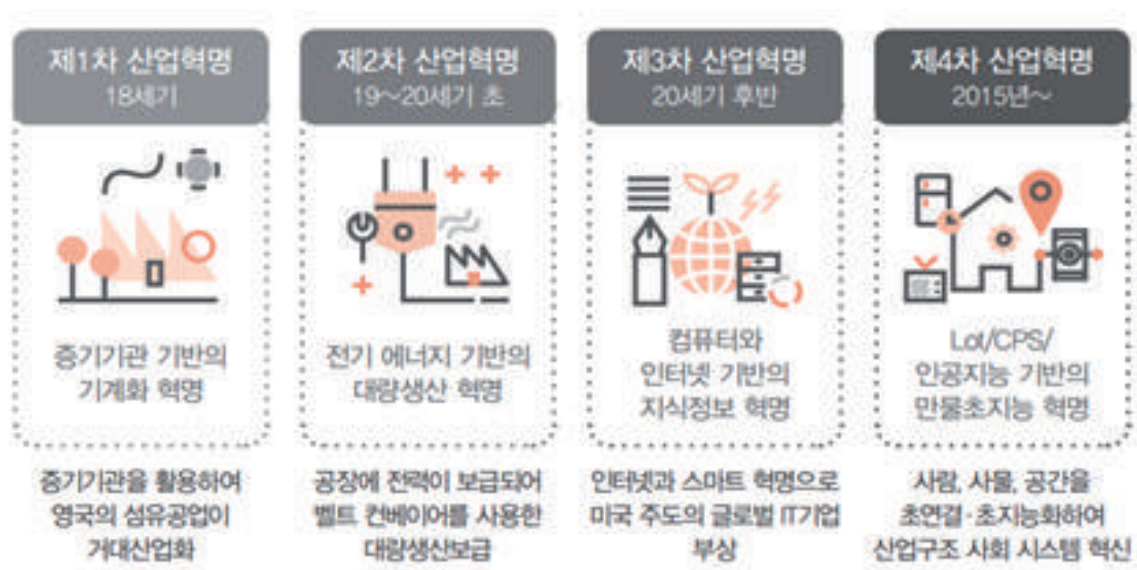 제1차 산업혁명
18세기
증기기관 기반의
기계화 혁명
증기기관을 활용하여
영국의 섬유공업이
거대산업화
제2차 산업혁명
19~20세기 초
전기 에너지 기반의
대량생산 혁명
공장에 전력이 보급되어
벨트 컨베이어를 사용한
대량생산보급
제3차 산업혁명
20세기 후반
컴퓨터와
인터넷 기반의
지식정보 혁명
인터넷과 스마트 혁명으로
미국 주도의 글로벌 IT기업
부상
제4차 산업혁명
2015년~
Lot/CPS/
인공지능 기반의
만물초지능 혁명
사람, 사물, 공간을
초연결·초지능화하여
산업구조 사회 시스템 혁신